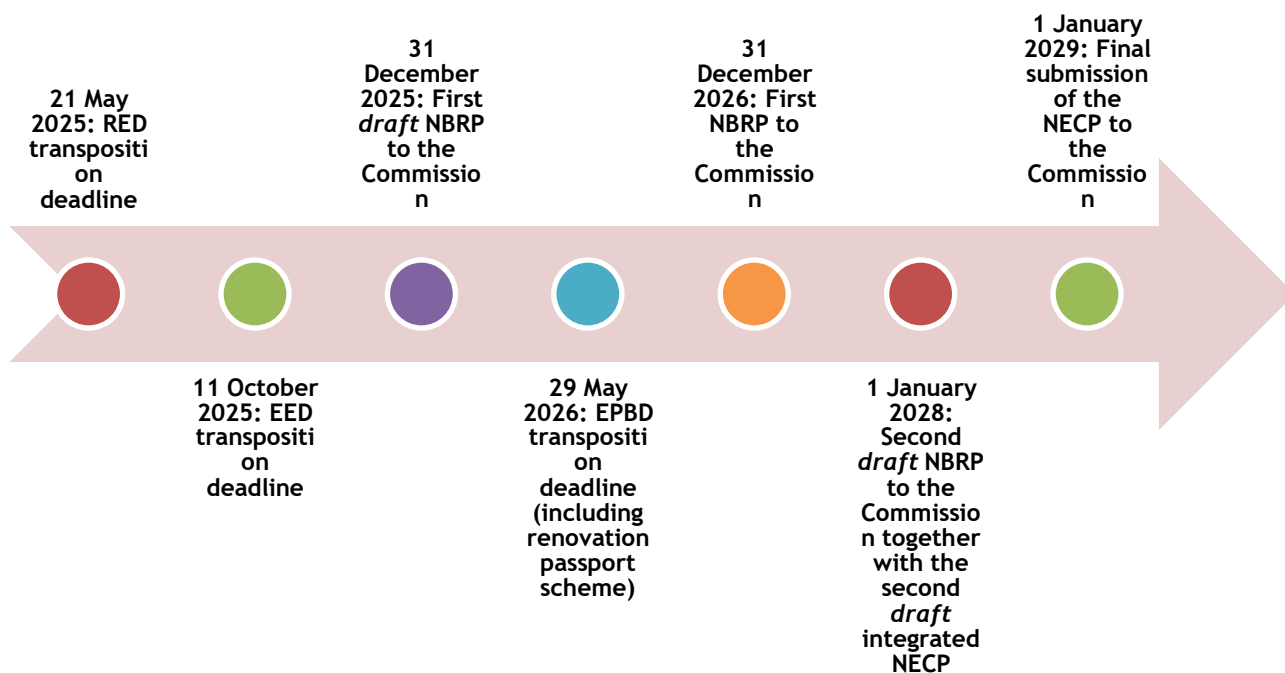 21 May
2025: RED
transpositi
on
deadline
11 October
2025: EED
transpositi
on
deadline
31
December
2025: First
draft NBRP
to the
Commissio
n
29 May
2026: EPBD
transpositi
on
deadline
(including
renovation
passport
scheme)
31
December
2026: First
NBRP to
the
Commissio
n
1 January
2028:
Second
draft NBRP
to the
Commissio
n together
with the
second
draft
integrated
NECP
1 January
2029: Final
submission
of the
NECP to
the
Commissio
n